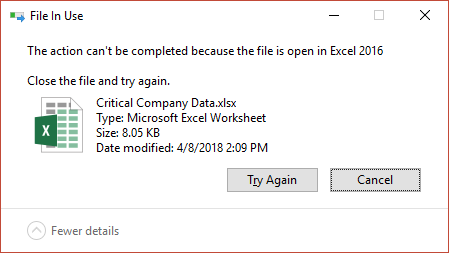 File In Use
The action can't be completed because the file is open in Excel 2016
Close the file and try again.
Critical Company Data.xlsx
Type: Microsoft Excel Worksheet
Size: 8.05 KB
Date modified: 4/8/2018 2:09 PM
Try Again
Cancel
Fewer details